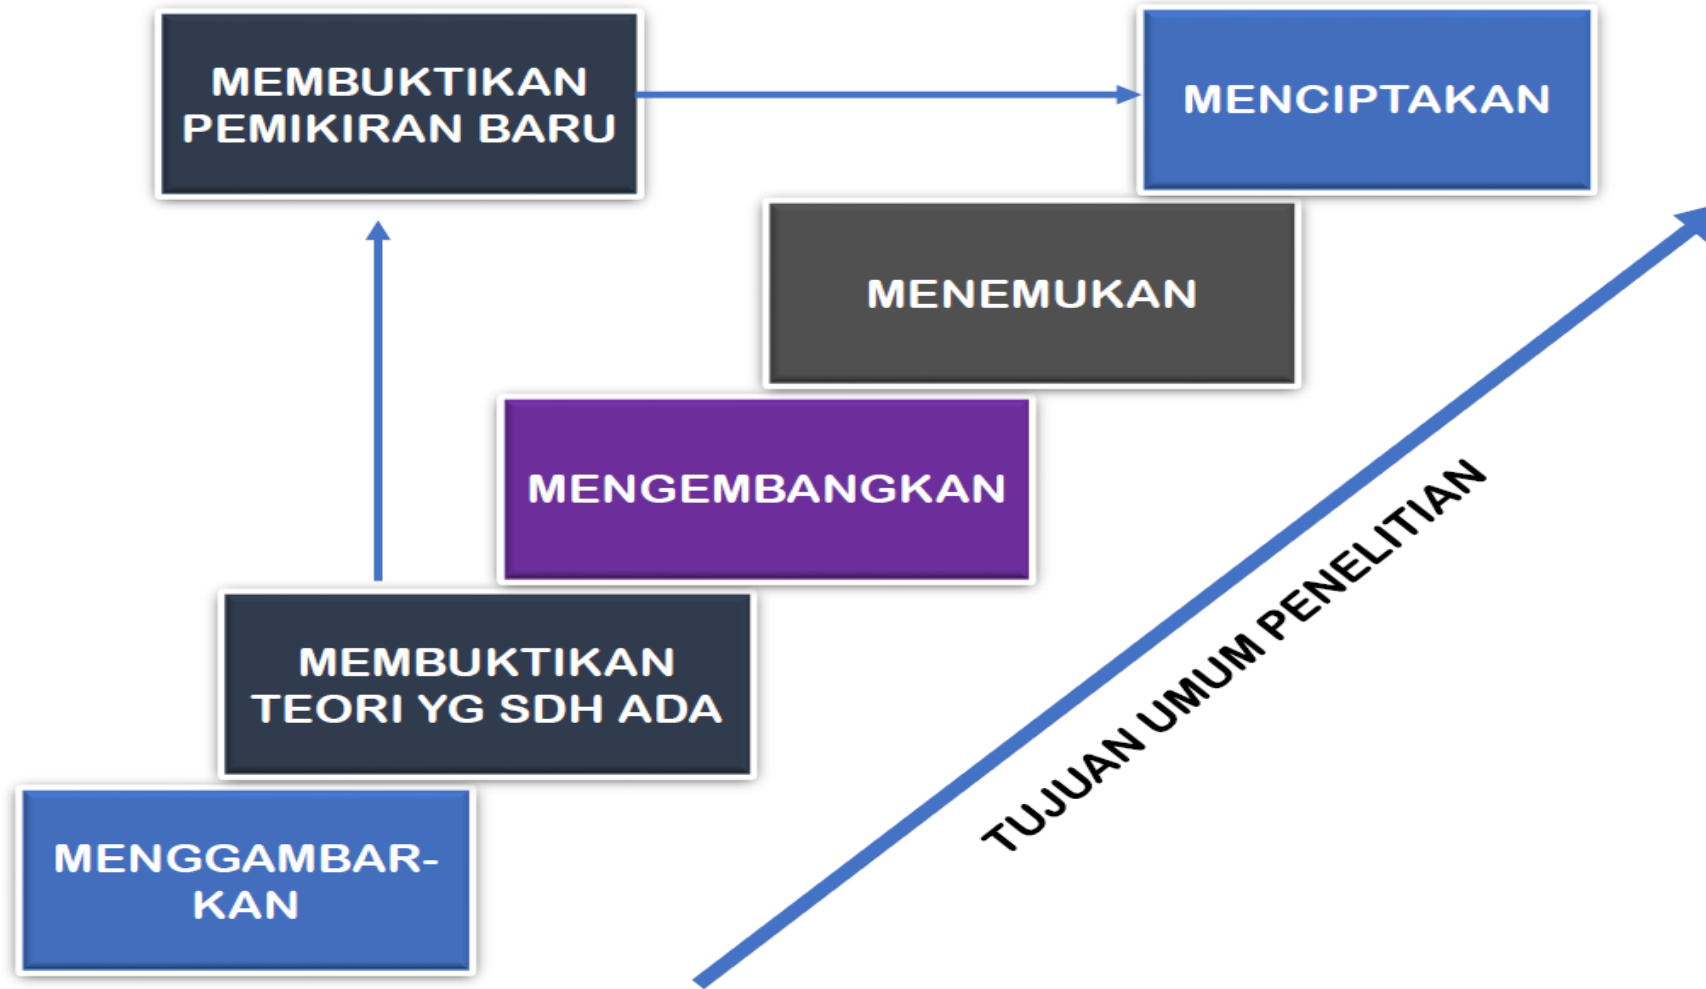 MEMBUKTIKAN
PEMIKIRAN BARU
MENCIPTAKAN
MENEMUKAN
MENGEMBANGKAN
MEMBUKTIKAN
TEORI YG SDH ADA
MENGGAMBAR-
KAN
TUJUAN UMUM PENELITIAN